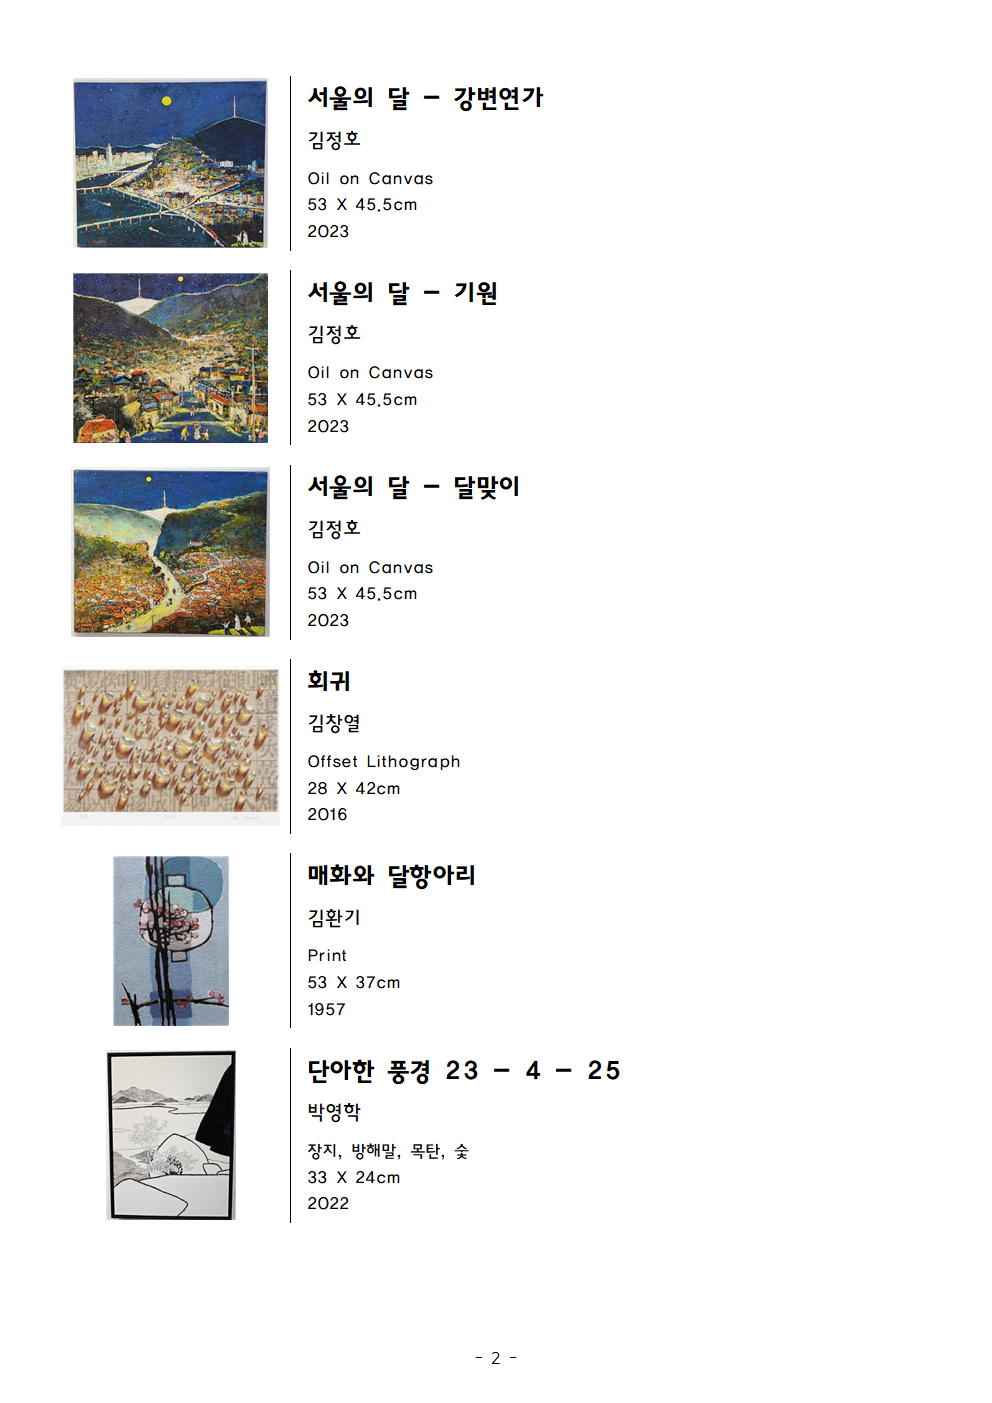 서울의 달 - 강변연가
김정호
Oil on Canvas
53 X 45.5cm
2023
서울의 달 - 기원
김정호
Oil on Canvas
53 X 45.5cm
2023
서울의 달 - 달맞이
김정호
Oil on Canvas
53 X 45.5cm
2023
회귀
김창열
Offset Lithograph
28 X 42cm
2016
매화와 달항아리
김환기
Print
53 X 37cm
1957
단아한 풍경 23 - 4 - 25
박영학
장지, 방해말, 목탄, 숯
33 X 24cm
2022
- 2 -